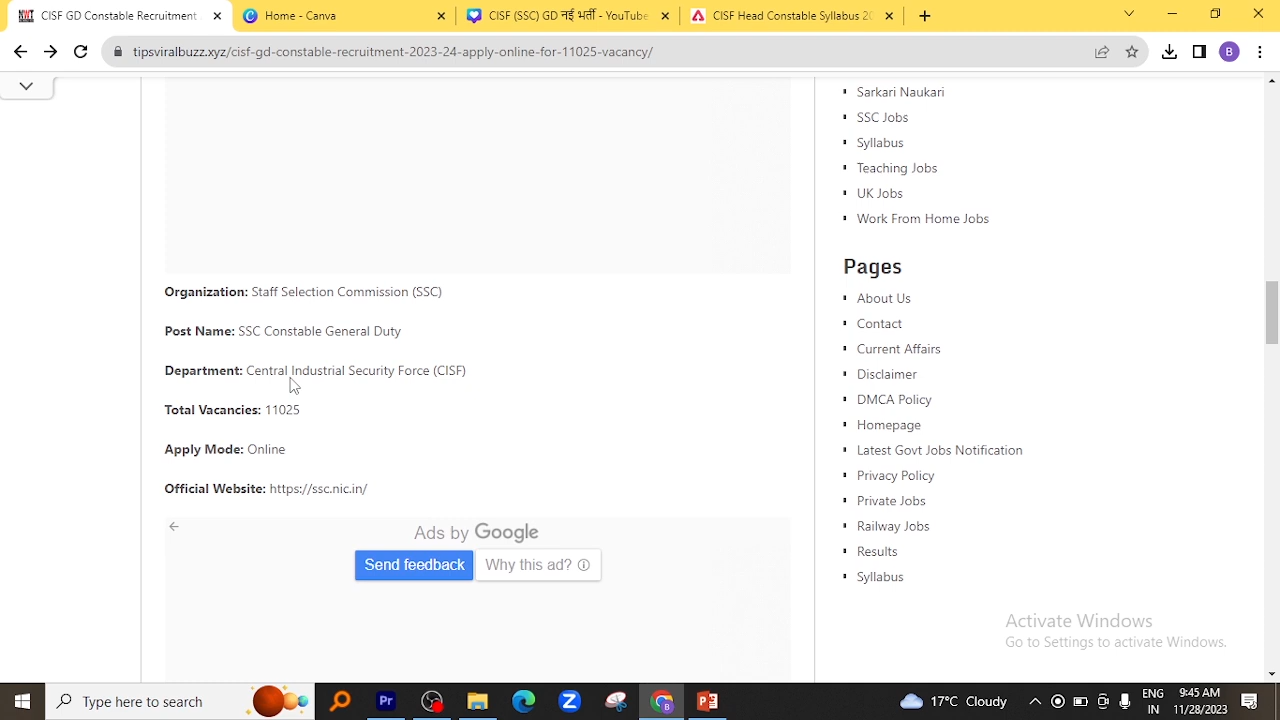 CISF GD Constable Recruitment
Home - Canva
CISF (SSC) GD नई भर्ती - YouTube
CISF Head Constable Syllabus 20
tipsviralbuzz.xyz/cisf-gd-constable-recruitment-2023-24-apply-online-for-11025-vacancy/
B
Sarkari Naukari
SSC Jobs
Syllabus
Teaching Jobs
UK Jobs
Work From Home Jobs
Pages
About Us
Contact
Current Affairs
Disclaimer
DMCA Policy
Homepage
Latest Govt Jobs Notification
Privacy Policy
Private Jobs
Railway Jobs
Results
Syllabus
Organization: Staff Selection Commission (SSC)
Post Name: SSC Constable General Duty
Department: Central Industrial Security Force (CISF)
Total Vacancies: 11025
Apply Mode: Online
Official Website: https://ssc.nic.in/
Ads by Google
Send feedback
Why this ad?
Activate Windows
Go to Settings to activate Windows.
Type here to search
Pr
17°C Cloudy
ENG
IN
9:45 AM
11/28/2023